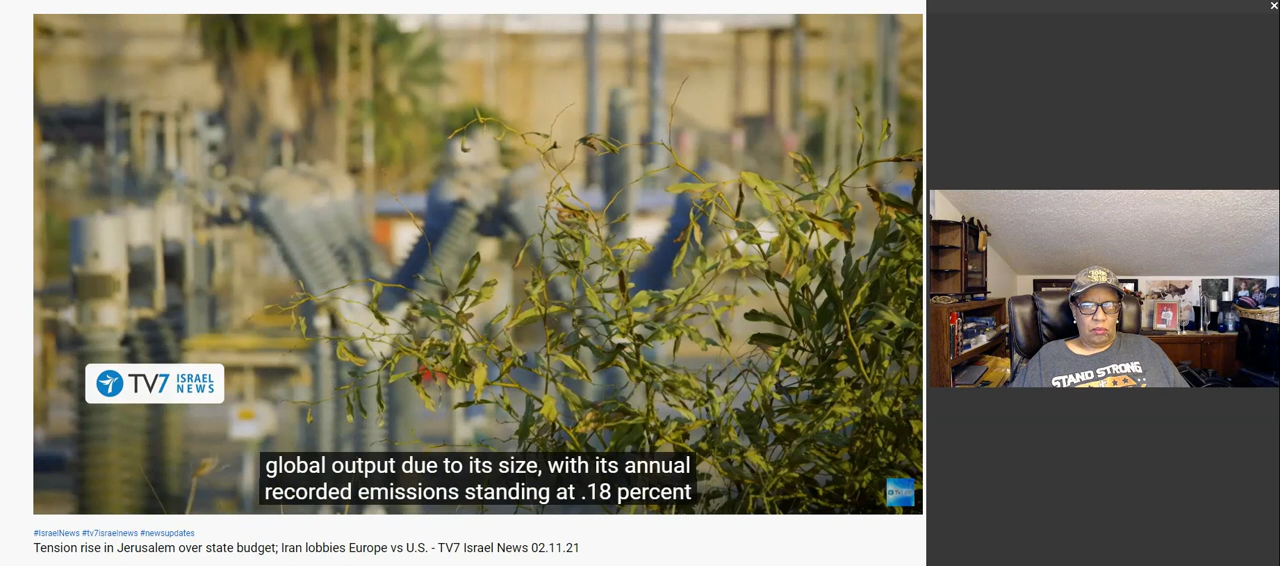 TV7 ISRAEL
NEWS
global output due to its size, with its annual
recorded emissions standing at .18 percent
#IsraelNews #tv7israelnews #newsupdates
Tension rise in Jerusalem over state budget; Iran lobbies Europe vs U.S. - TV7 Israel News 02.11.21
STAND STRONG